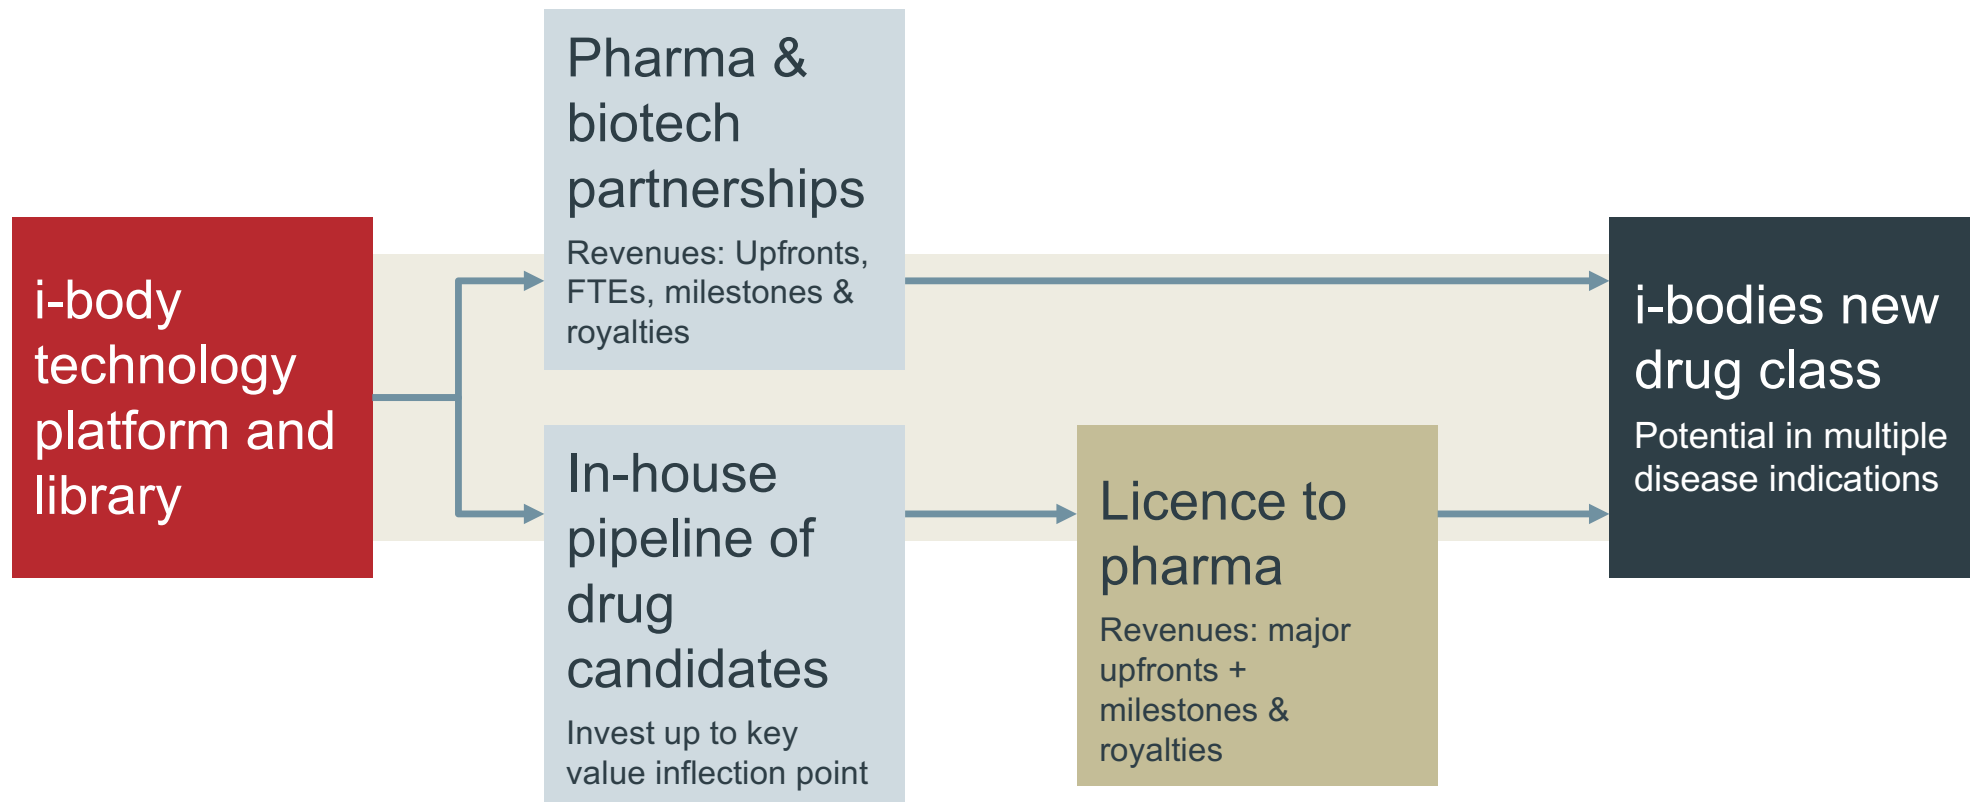 i-body
technology
platform and
library
Pharma &
biotech
partnerships
Revenues: Upfronts,
FTEs, milestones &
royalties
In-house
pipeline of
drug
candidates
Invest up to key
value inflection point
Licence to
pharma
Revenues: major
upfronts +
milestones &
royalties
i-bodies new
drug class
Potential in multiple
disease indications